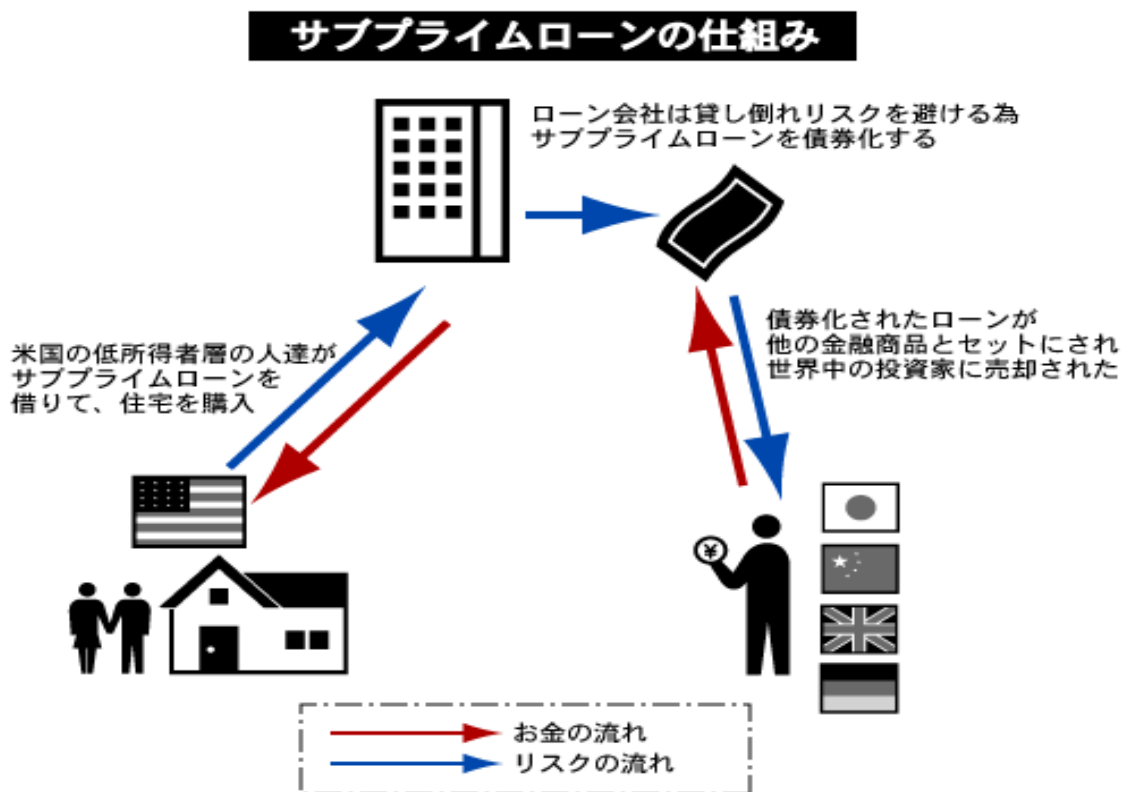 サブプライムローンの仕組み
ローン会社は貸し倒れリスクを避ける為
サブプライムローンを債券化する
米国の低所得者層の人達が
サブプライムローンを
借りて、住宅を購入
債券化されたローンが
他の金融商品とセットにされ
世界中の投資家に売却された
¥
お金の流れ
リスクの流れ